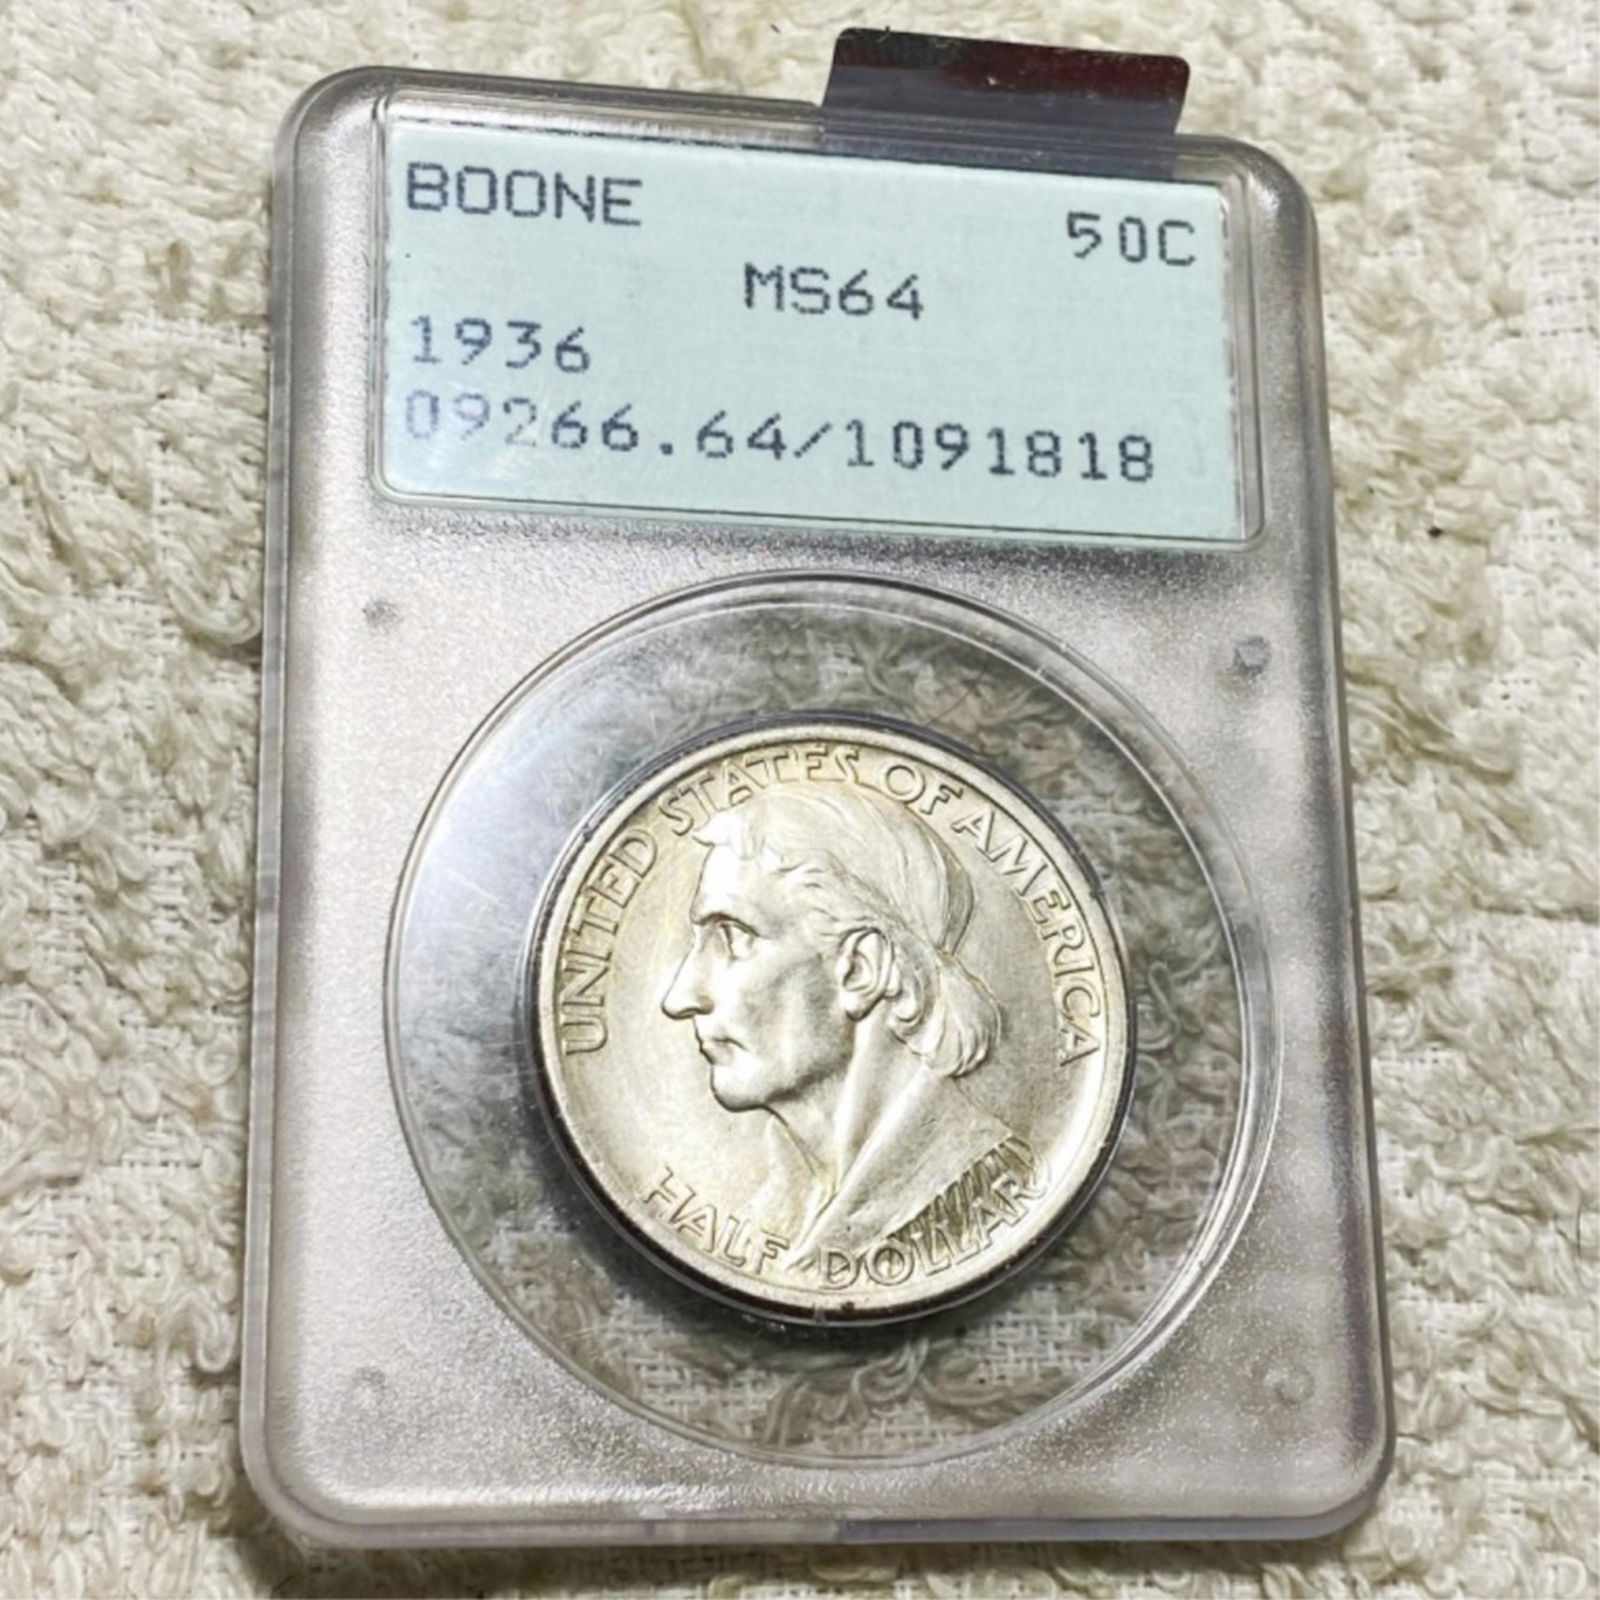 BOONE 50C
MS64
1936
09266.64/1091818
UNITED STATES OF AMERICA
HALF DOLLAR